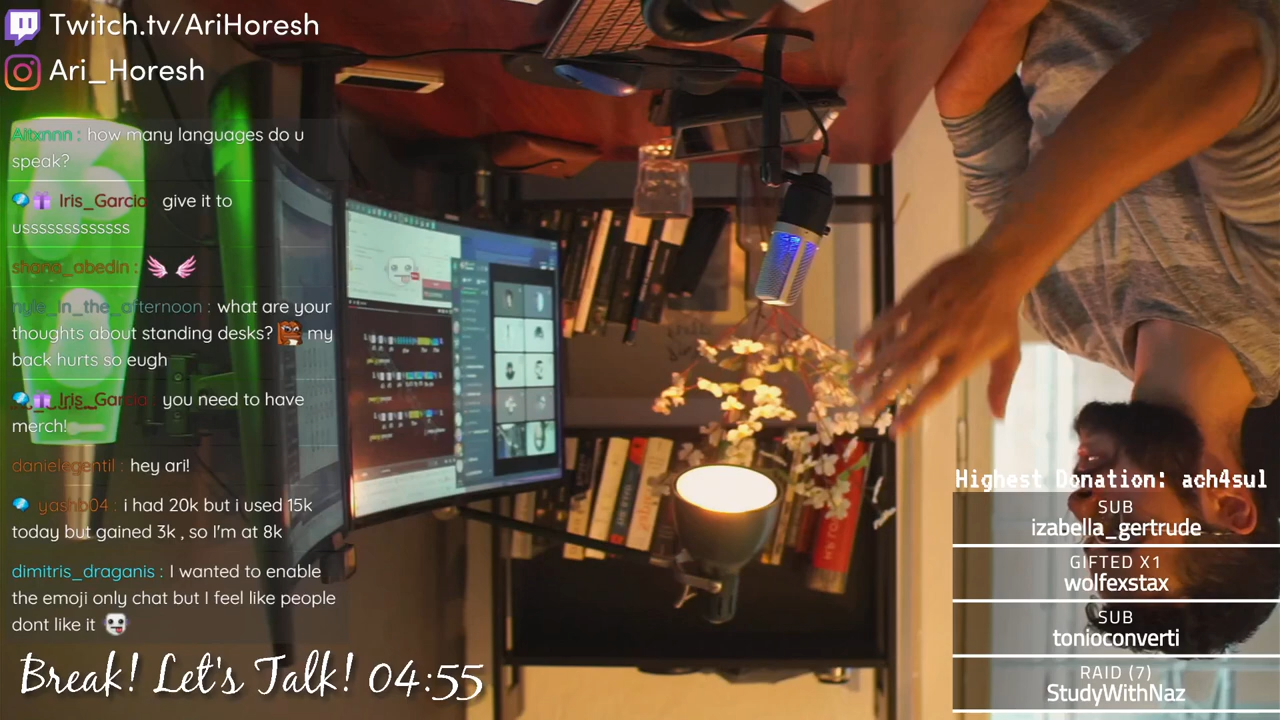 Twitch.tv/AriHoresh
Ari_Horesh
Altxnnn : how many languages do u
speak?
Iris_Garcia give it to
usssssssssssss
shana_abedin :
nyle_in_the_afternoon : what are your
thoughts about standing desks? my
back hurts so eugh
Iris_Garcia you need to have
merch!
danielegentil : hey ari!
yashb04 : i had 20k but i used 15k
today but gained 3k , so I'm at 8k
dimitris_draganis : I wanted to enable
the emoji only chat but I feel like people
dont like it
Break! Let's Talk! 04:55
Highest Donation: ach4sul
SUB
izabella_gertrude
GIFTED X1
wolfexstax
SUB
tonioconverti
RAID (7)
StudyWithNaz